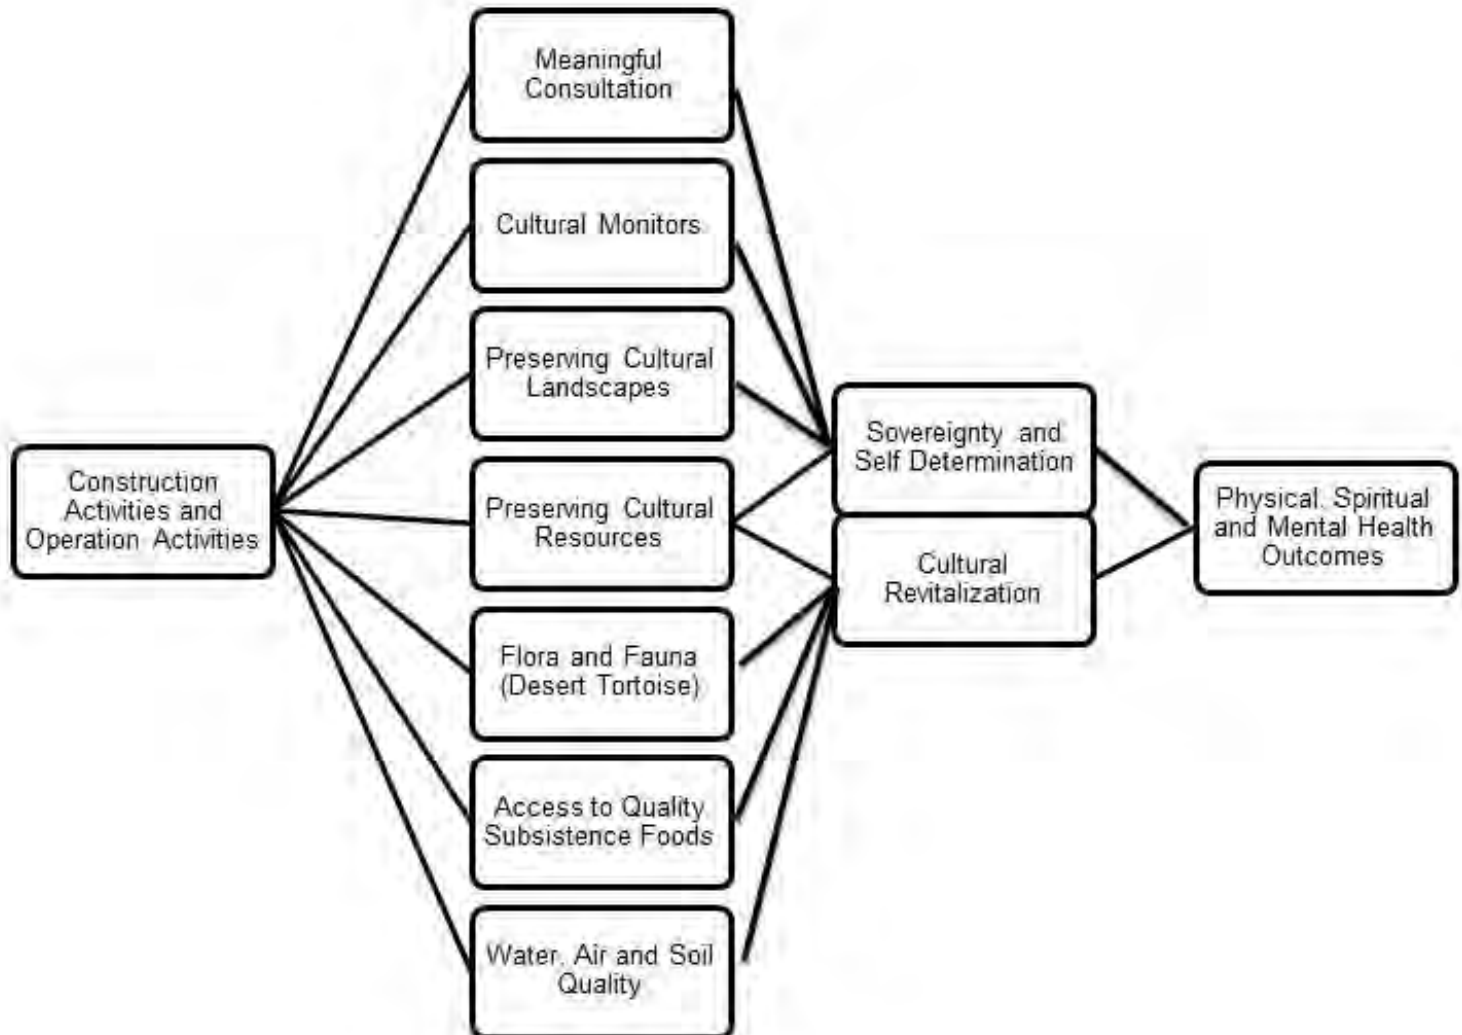 Meaningful
Consultation
Cultural Monitors
Preserving Cultural
Landscapes
Construction
Activities and
Operation Activities
Preserving Cultural
Resources
Flora and Fauna
(Desert Tortoise)
Access to Quality
Subsistence Foods
Water, Air and Soil
Quality
Sovereignty and
Self Determination
Cultural
Revitalization
Physical, Spiritual
and Mental Health
Outcomes